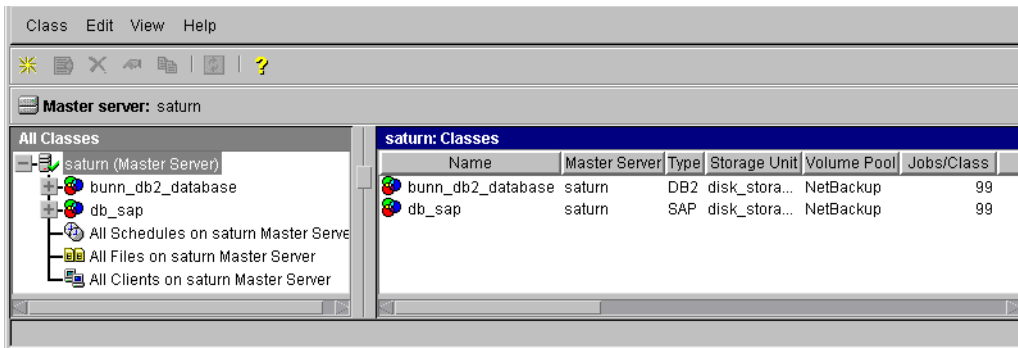 Class Edit View Help
?
Master server: saturn
All Classes
saturn (Master Server)
bunn_db2_database
db_sap
All Schedules on saturn Master Serve
All Files on saturn Master Server
All Clients on saturn Master Server
saturn: Classes
Name Master Server Type Storage Unit Volume Pool Jobs/Class
bunn_db2_database saturn DB2 disk_stora... NetBackup 99
db_sap saturn SAP disk_stora... NetBackup 99